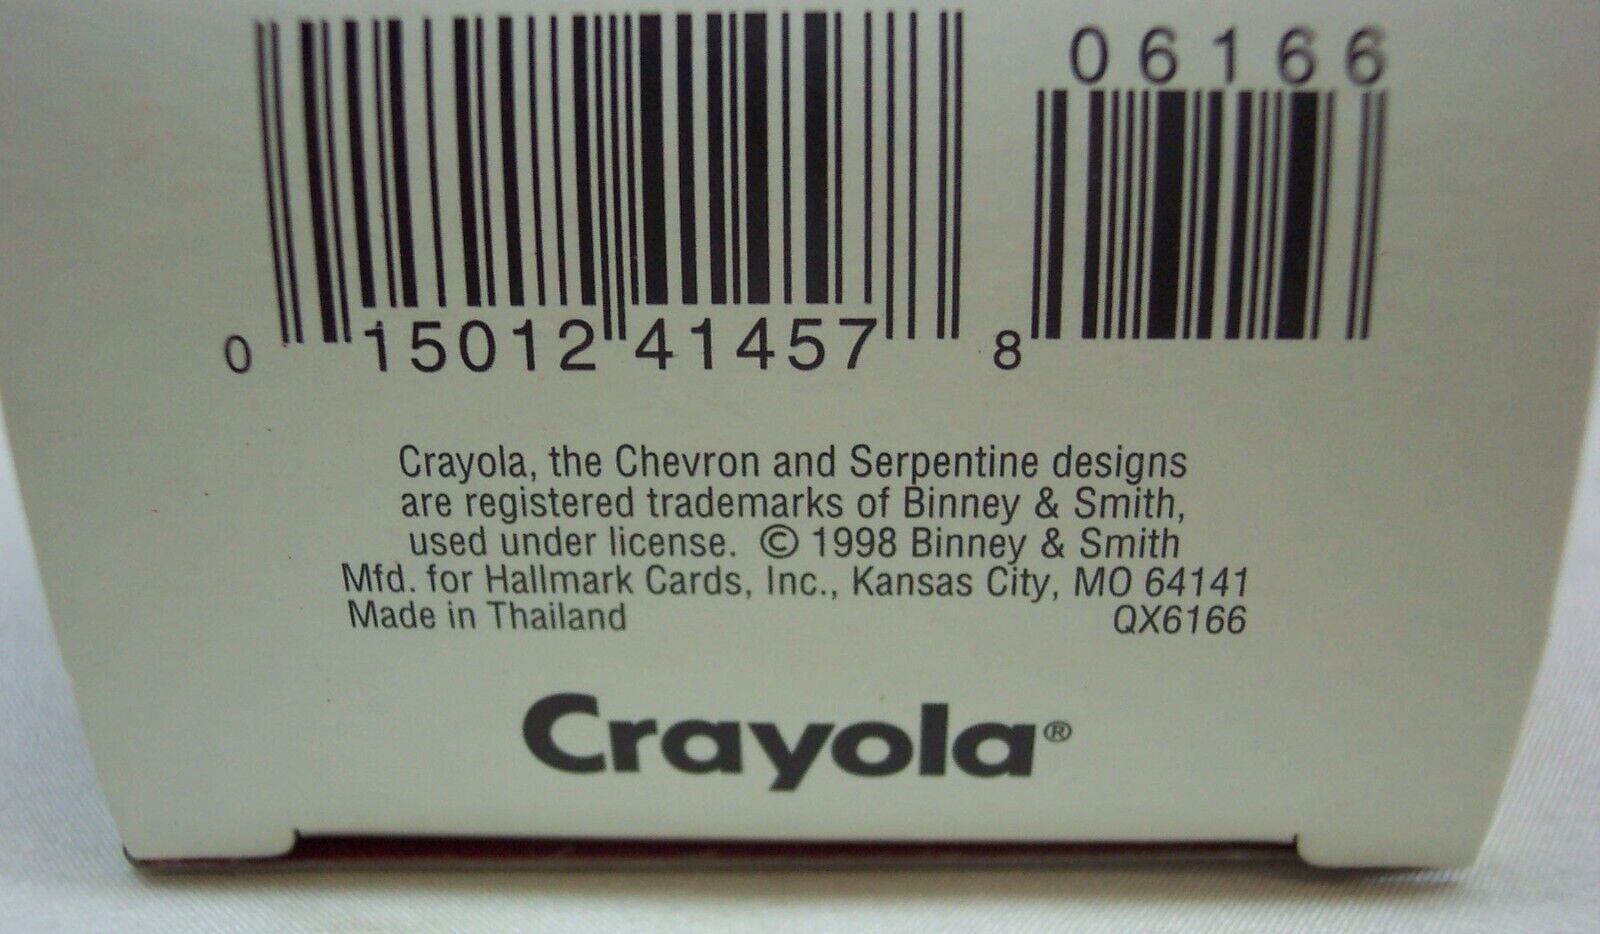 06166
0 15012 41457 8
Crayola, the Chevron and Serpentine designs
are registered trademarks of Binney & Smith,
used under license. © 1998 Binney & Smith
Mfd. for Hallmark Cards, Inc., Kansas City, MO 64141
Made in Thailand QX6166
Crayola®